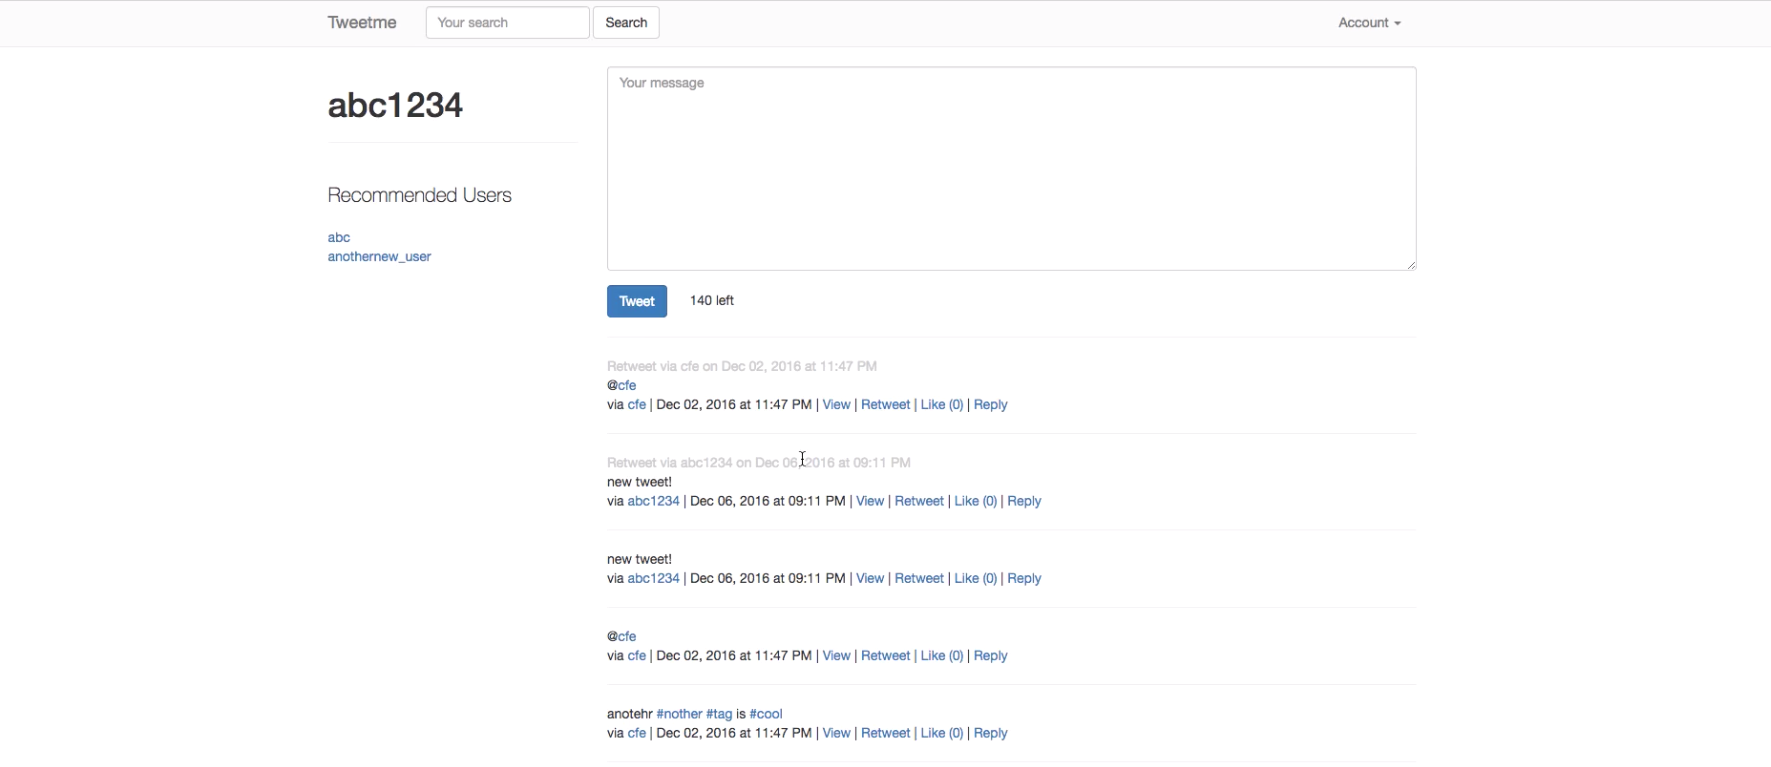 Tweetme
Your search
Search
Account
abc1234
Recommended Users
abc
anothernew_user
Your message
Tweet
140 left
Retweet via cfe on Dec 02, 2016 at 11:47 PM
@cfe
via cfe | Dec 02, 2016 at 11:47 PM | View | Retweet | Like (0) | Reply
Retweet via abc1234 on Dec 06, 2016 at 09:11 PM
new tweet!
via abc1234 | Dec 06, 2016 at 09:11 PM | View | Retweet | Like (0) | Reply
new tweet!
via abc1234 | Dec 06, 2016 at 09:11 PM | View | Retweet | Like (0) | Reply
@cfe
via cfe | Dec 02, 2016 at 11:47 PM | View | Retweet | Like (0) | Reply
anotehr #nother #tag is #cool
via cfe | Dec 02, 2016 at 11:47 PM | View | Retweet | Like (0) | Reply